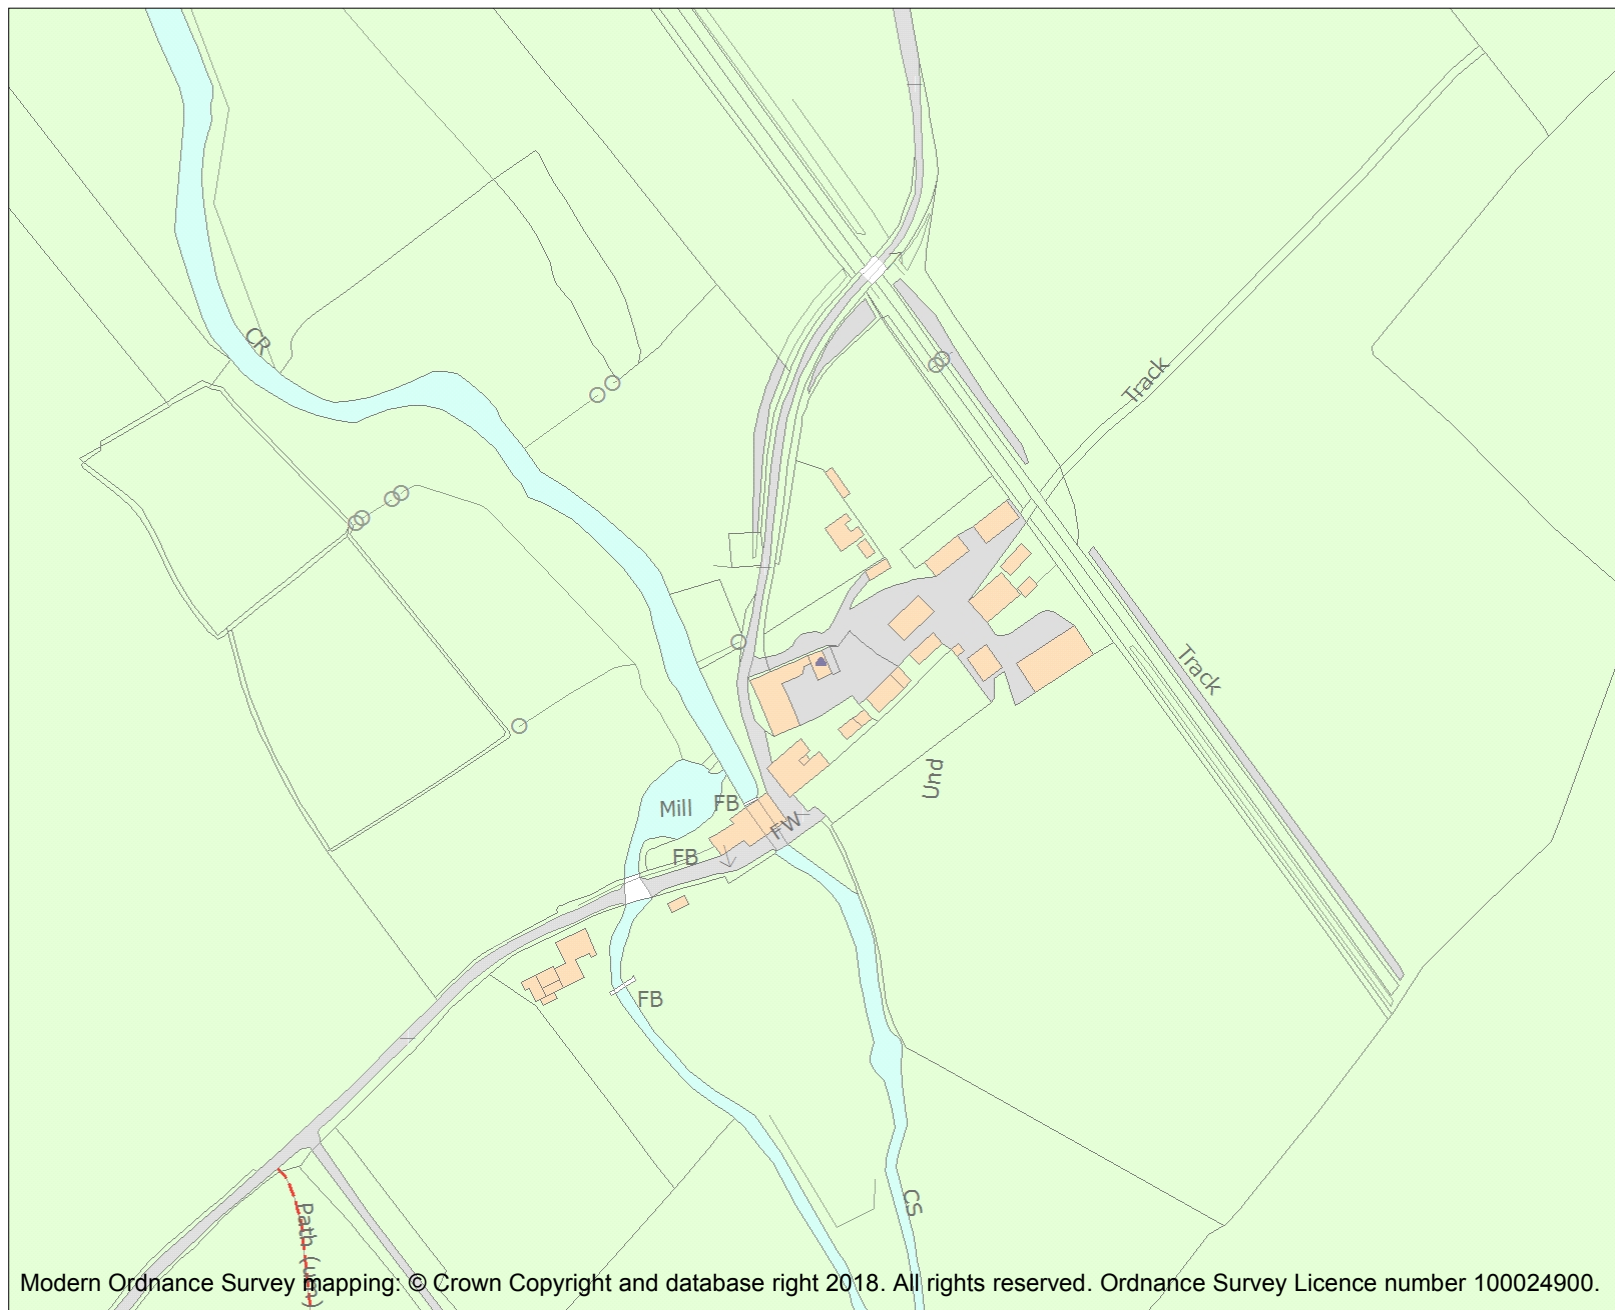 CR
Track
Track
Und
Mill
FB
FW
FB
FB
CS
Path (um)
Modern Ordnance Survey mapping: © Crown Copyright and database right 2018. All rights reserved. Ordnance Survey Licence number 100024900.